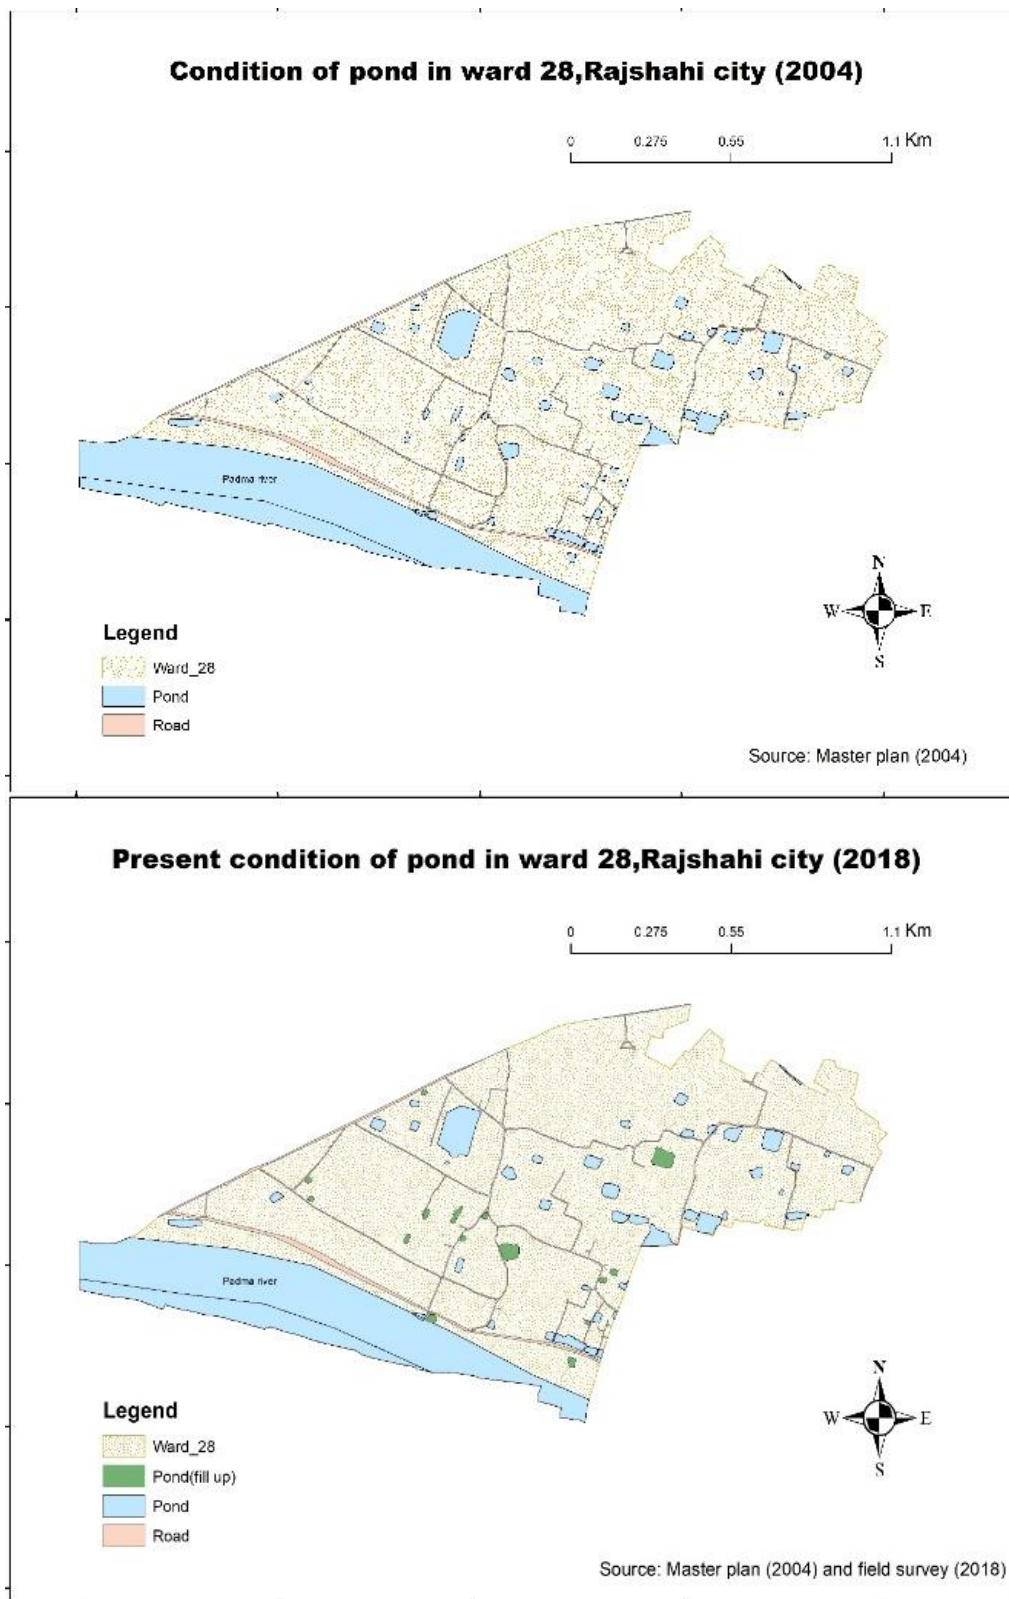 Condition of pond in ward 28,Rajshahi city (2004)
0 0.275 0.55 1.1 Km
Padma river
N
W E
S
Legend
Ward_28
Pond
Road
Source: Master plan (2004)
Present condition of pond in ward 28,Rajshahi city (2018)
0 0.275 0.55 1.1 Km
Padma river
N
W E
S
Legend
Ward_28
Pond(fill up)
Pond
Road
Source: Master plan (2004) and field survey (2018)